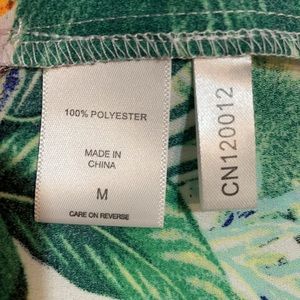 100% POLYESTER
MADE IN
CHINA
M
CARE ON REVERSE
CN120012